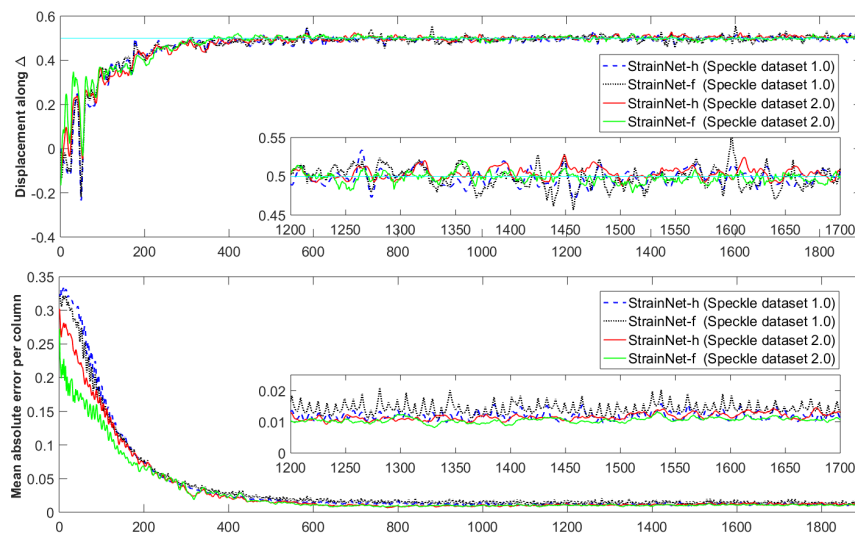 0.6
0.4
0.2
0
-0.2
-0.4
Displacement along Δ
StrainNet-h (Speckle dataset 1.0)
StrainNet-f (Speckle dataset 1.0)
StrainNet-h (Speckle dataset 2.0)
StrainNet-f (Speckle dataset 2.0)
0.55
0.5
0.45
1200 1250 1300 1350 1400 1450 1500 1550 1600 1650 1700
0 200 400 600 800 1000 1200 1400 1600 1800
0.35
0.3
0.25
0.2
0.15
0.1
0.05
0
Mean absolute error per column
StrainNet-h (Speckle dataset 1.0)
StrainNet-f (Speckle dataset 1.0)
StrainNet-h (Speckle dataset 2.0)
StrainNet-f (Speckle dataset 2.0)
0.02
0.01
0
1200 1250 1300 1350 1400 1450 1500 1550 1600 1650 1700
0 200 400 600 800 1000 1200 1400 1600 1800